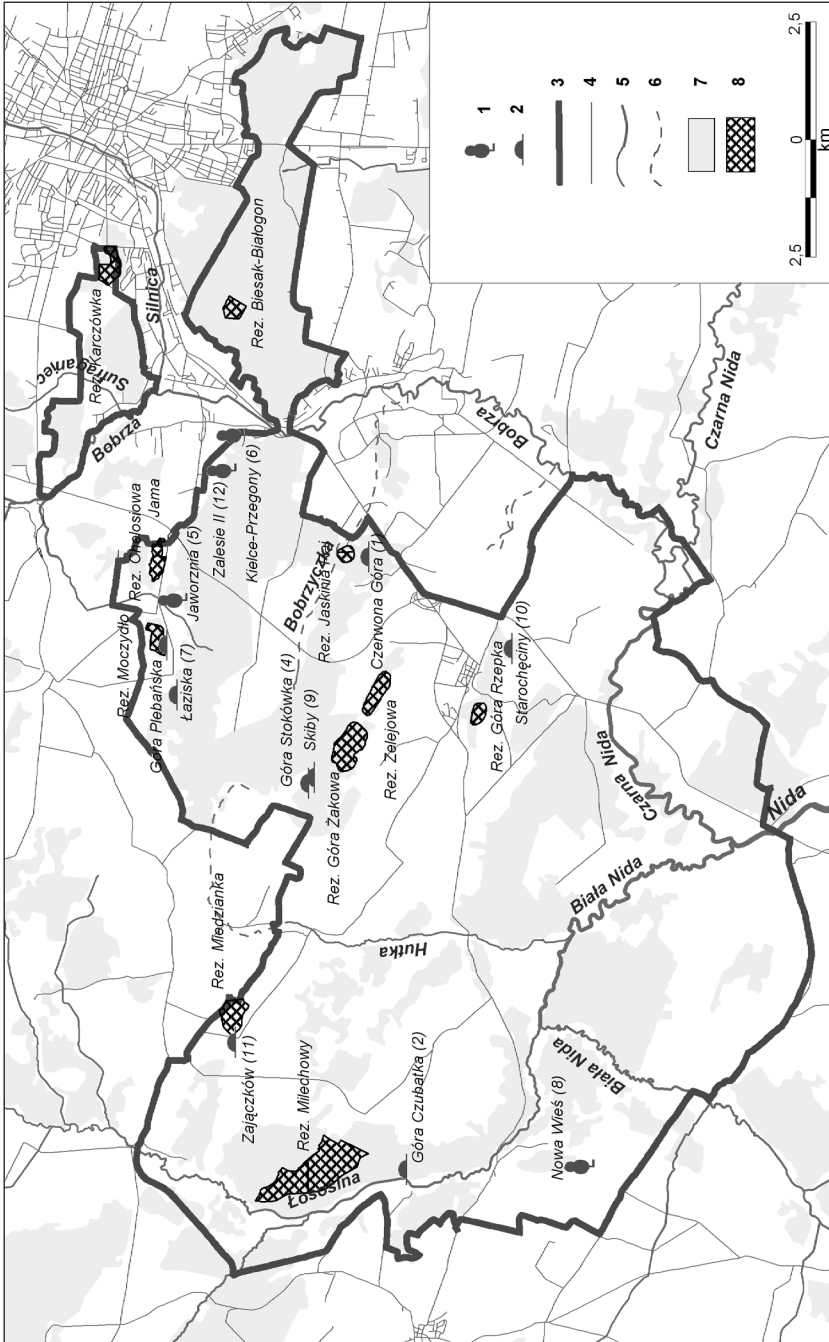 Rez. Karczówka
Sufraganiec
Silnica
Bobrza
Rez. Biesak-Białogon
Rez. Chelosiowa
Jama
Jaworznia (5)
Zalesie II (12)
Kielce-Przegony (6)
Rez. Moczydło
Góra Plebańska
Łaziska (7)
Bobrzyczka
Rez. Jaskinia Raj
Czerwona Góra (1)
Góra Stokówka (4)
Skiby (9)
Rez. Góra Żakowa
Rez. Zelejowa
Rez. Góra Rzepka
Starochęciny (10)
Bobrza
Czarna Nida
Czarna Nida
Nida
Biała Nida
Biała Nida
Hutka
Rez. Miedzianka
Zajączków (11)
Rez. Milechowy
Łososina
Góra Czubatka (2)
Nowa Wieś (8)
1
2
3
4
5
6
7
8
2,5
0
2,5
km